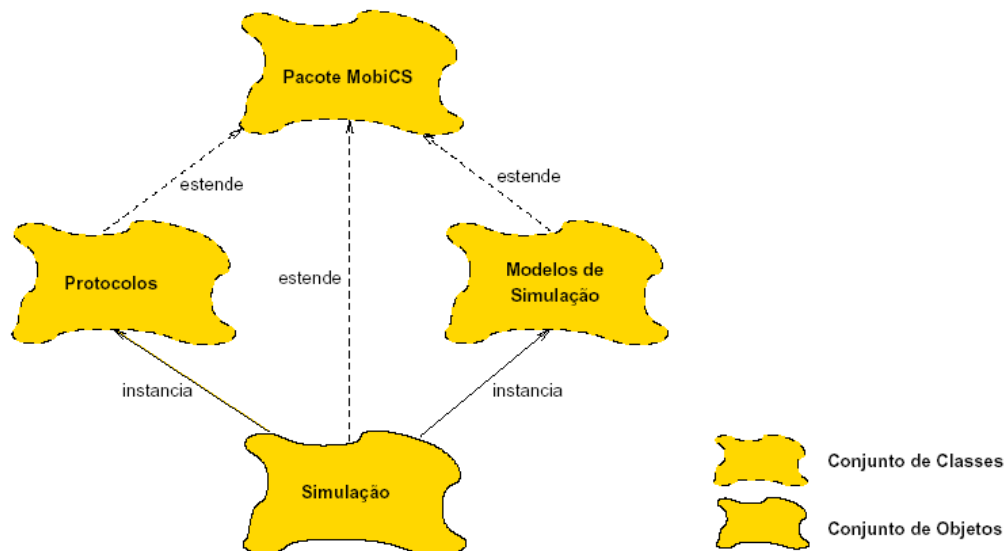 Pacote MobiCS
estende
estende
Protocolos
estende
Modelos de
Simulação
instancia
instancia
Simulação
Conjunto de Classes
Conjunto de Objetos